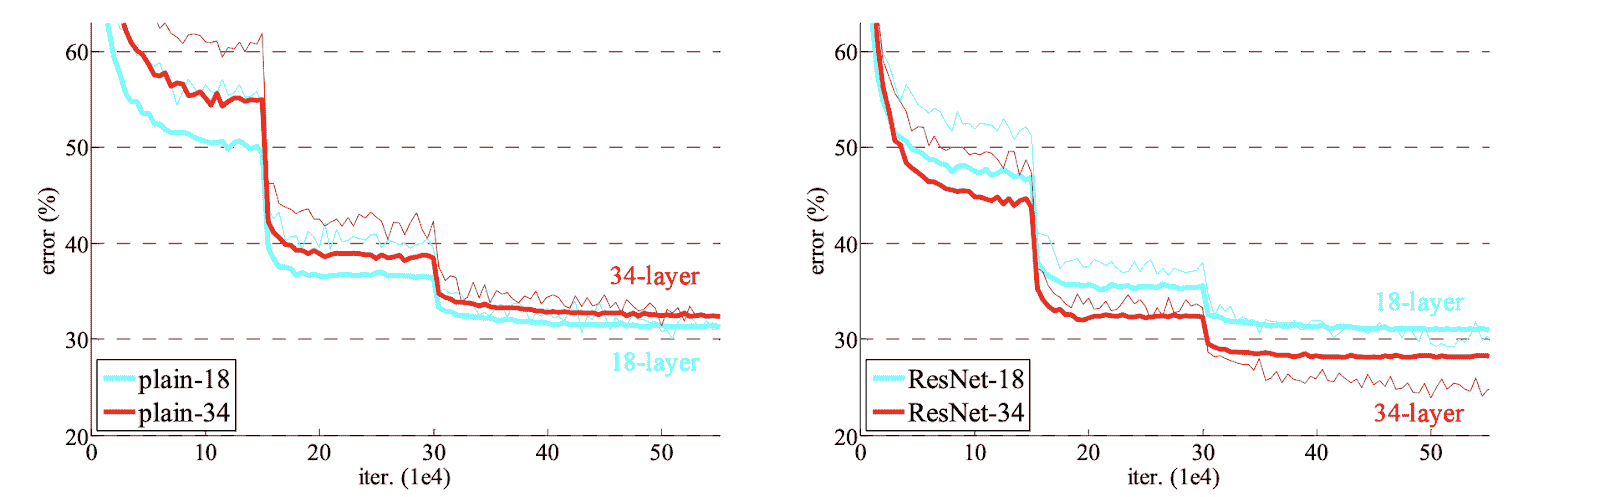 60
50
40
30
20
error (%)
34-layer
18-layer
plain-18
plain-34
0 10 20 30 40 50
iter. (1e4)
60
50
40
30
20
error (%)
18-layer
34-layer
ResNet-18
ResNet-34
0 10 20 30 40 50
iter. (1e4)